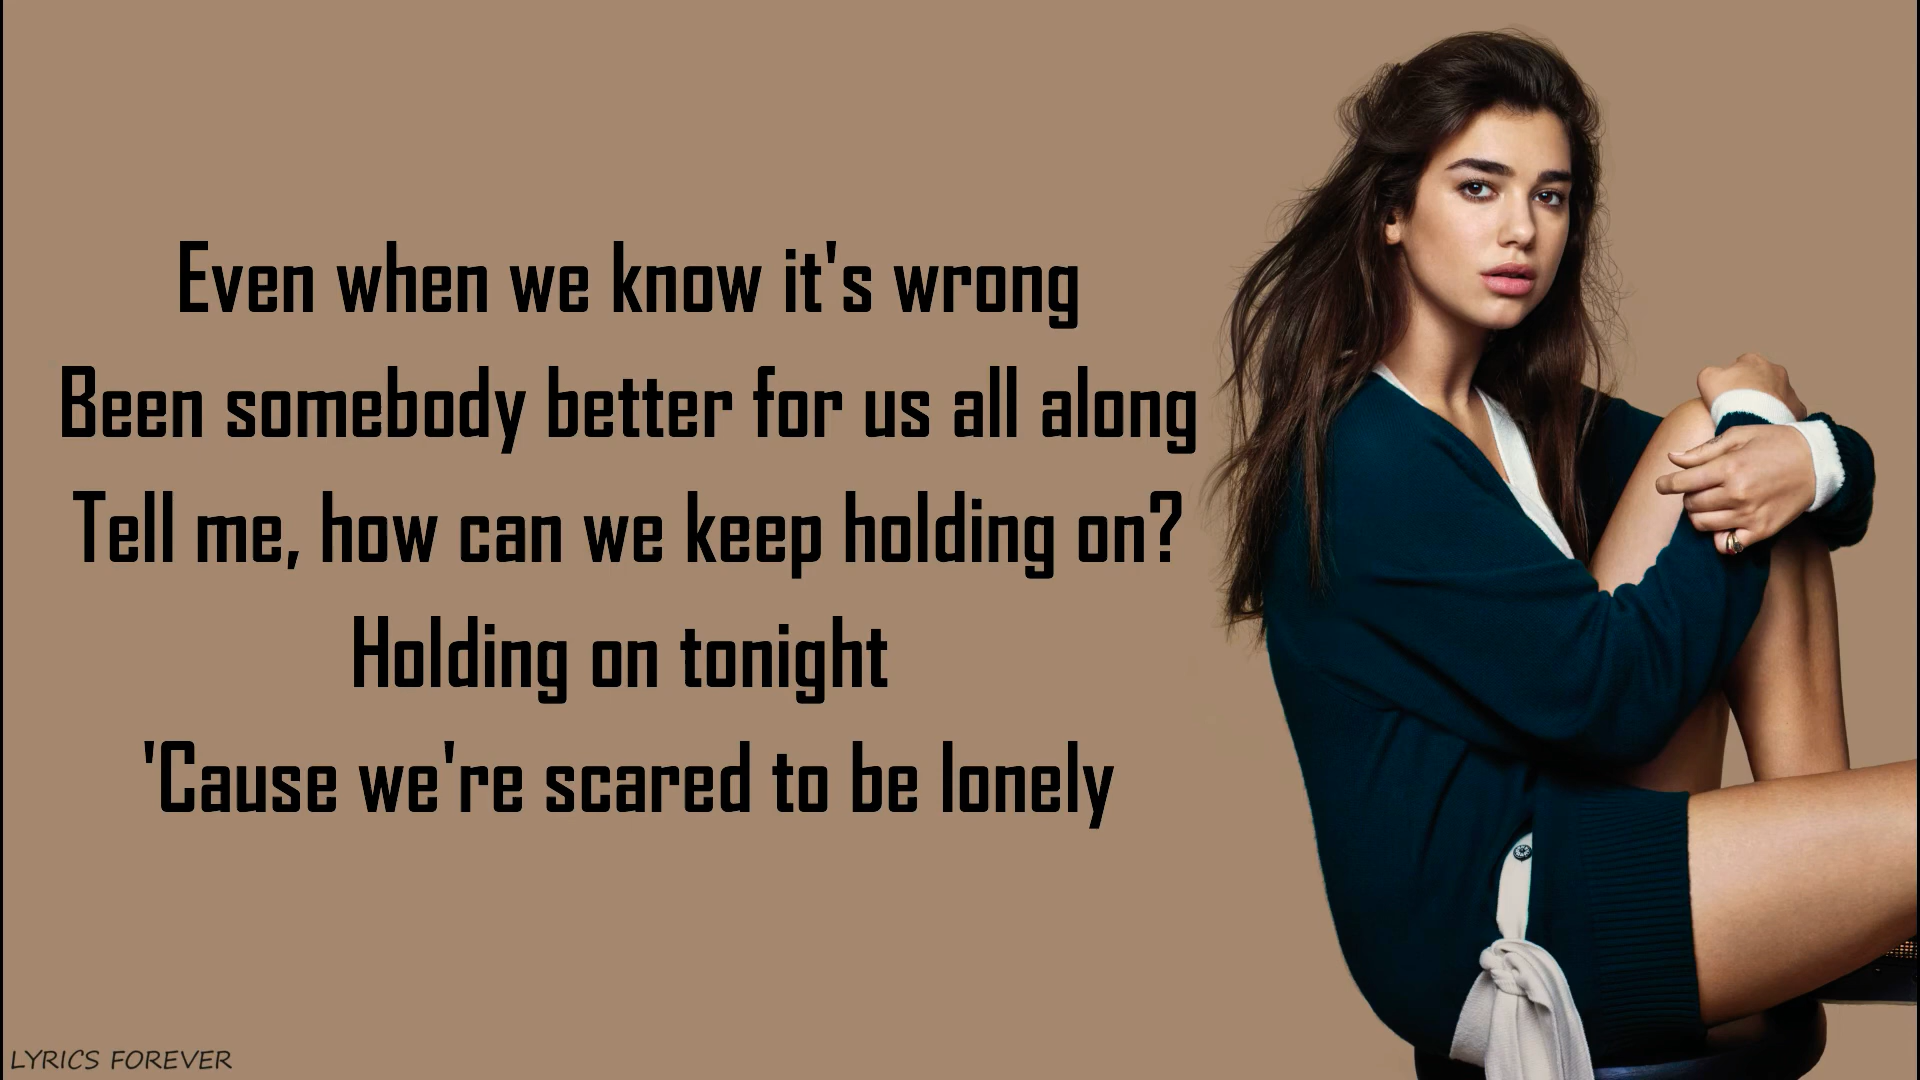 Even when we know it's wrong
Been somebody better for us all along
Tell me, how can we keep holding on?
Holding on tonight
'Cause we're scared to be lonely
LYRICS FOREVER